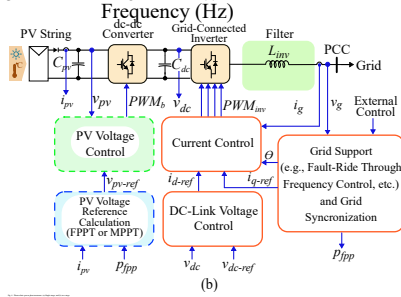 Frequency (Hz)
PV String
dc-dc
Converter
Grid-Connected
Inverter
Filter
L_inv
PCC
Grid
C_pv
C_dc
i_pv
v_pv
PWM_b
v_dc
PWM_inv
i_g
v_g
External
Control
PV Voltage
Control
Current Control
Θ
Grid Support
(e.g., Fault-Ride Through
Frequency Control, etc.)
and Grid
Syncronization
v_pv-ref
i_d-ref
i_q-ref
PV Voltage
Reference
Calculation
(FPPT or MPPT)
DC-Link Voltage
Control
p_fpp
i_pv
p_fpp
v_dc
v_dc-ref
(b)